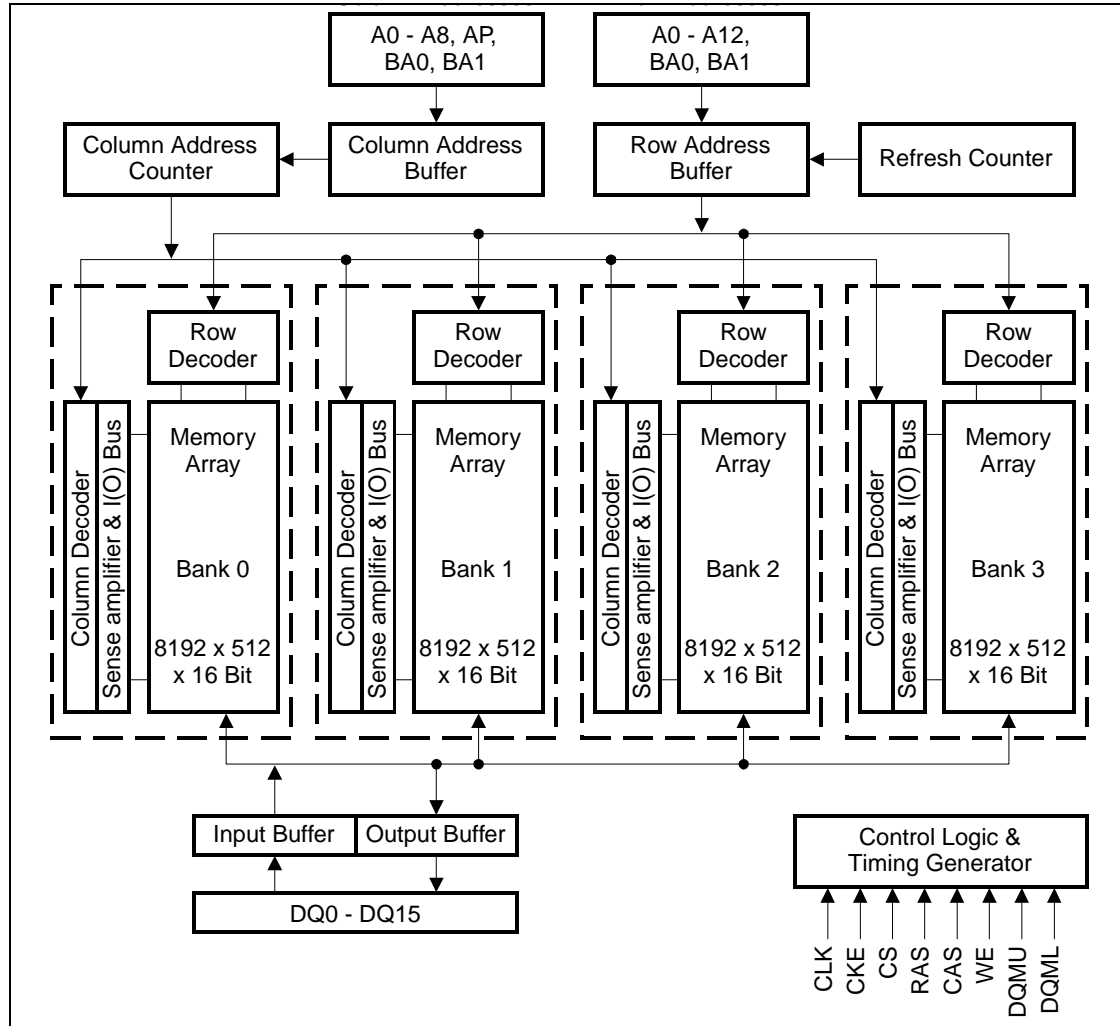 A0 - A8, AP,
BA0, BA1
A0 - A12,
BA0, BA1
Column Address
Counter
Column Address
Buffer
Row Address
Buffer
Refresh Counter
Row
Decoder
Row
Decoder
Row
Decoder
Row
Decoder
Column Decoder
Sense amplifier & I(O) Bus
Memory
Array
Bank 0
8192 x 512
x 16 Bit
Column Decoder
Sense amplifier & I(O) Bus
Memory
Array
Bank 1
8192 x 512
x 16 Bit
Column Decoder
Sense amplifier & I(O) Bus
Memory
Array
Bank 2
8192 x 512
x 16 Bit
Column Decoder
Sense amplifier & I(O) Bus
Memory
Array
Bank 3
8192 x 512
x 16 Bit
Input Buffer
Output Buffer
DQ0 - DQ15
Control Logic &
Timing Generator
CLK
CKE
CS
RAS
CAS
WE
DQMU
DQML